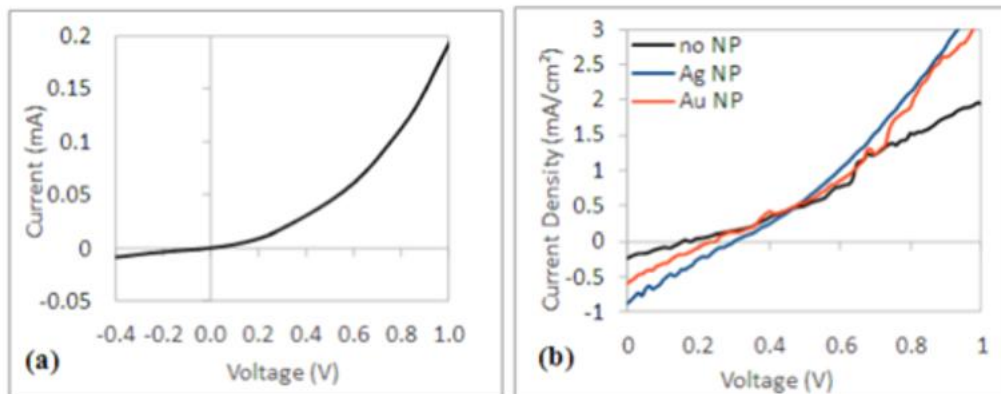 0.2
0.15
0.1
0.05
0
-0.05
Current (mA)
-0.4 -0.2 0.0 0.2 0.4 0.6 0.8 1.0
Voltage (V)
(a)
3
2.5
2
1.5
1
0.5
0
-0.5
-1
Current Density (mA/cm²)
no NP
Ag NP
Au NP
0 0.2 0.4 0.6 0.8 1
Voltage (V)
(b)